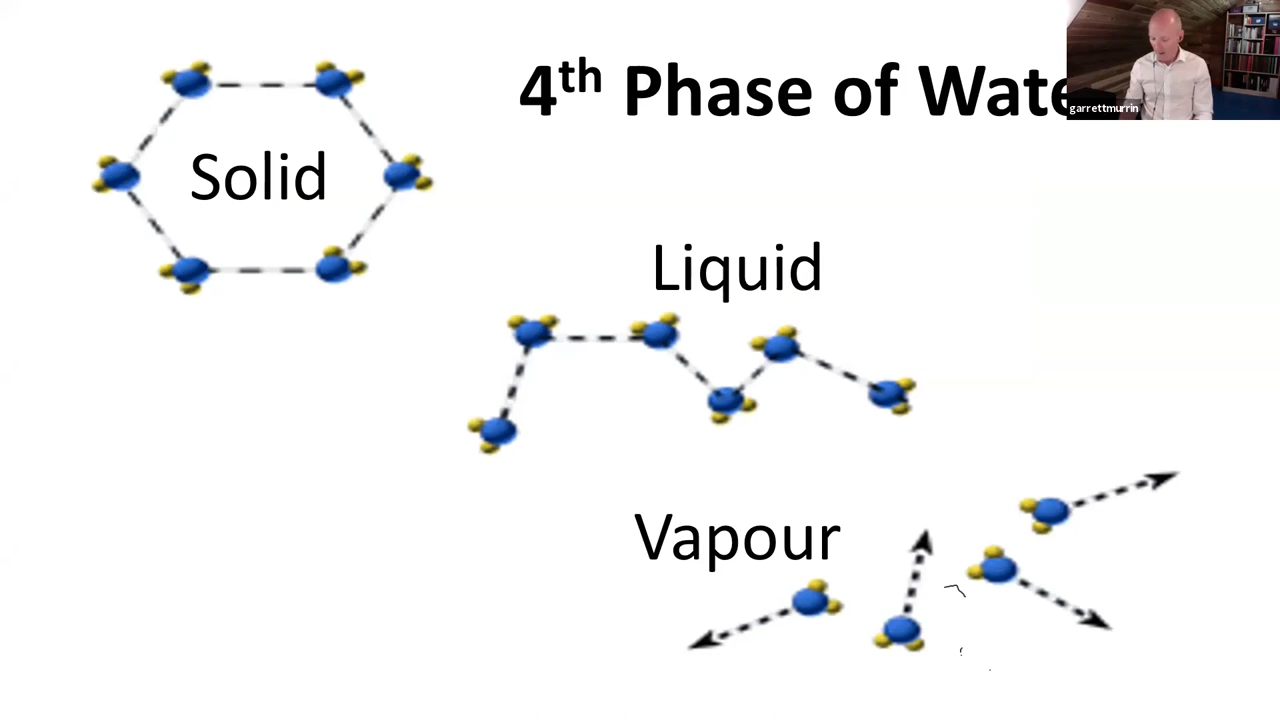 4th Phase of Wate
garrettmurrin
Solid
Liquid
Vapour